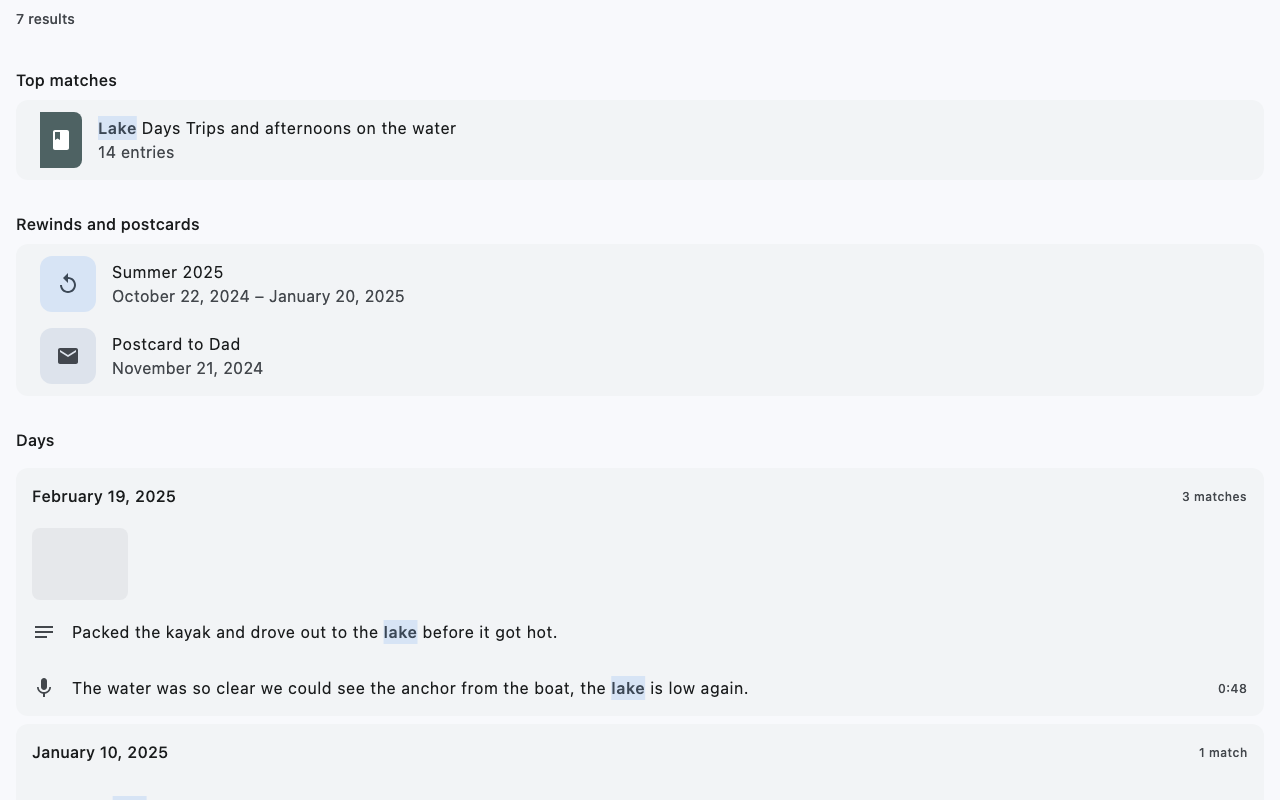 7 results
Top matches
Lake Days Trips and afternoons on the water
14 entries
Rewinds and postcards
Summer 2025
October 22, 2024 – January 20, 2025
Postcard to Dad
November 21, 2024
Days
February 19, 2025
3 matches
Packed the kayak and drove out to the lake before it got hot.
The water was so clear we could see the anchor from the boat, the lake is low again.
0:48
January 10, 2025
1 match